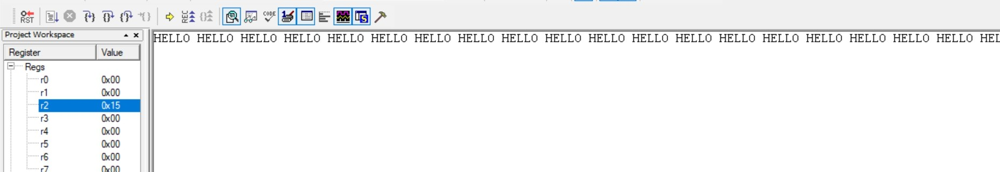 RST REC CODE S
Project Workspace
Register Value
Regs
r0 0x00
r1 0x00
r2 0x15
r3 0x00
r4 0x00
r5 0x00
r6 0x00
r7 0x00
HELLO HELLO HELLO HELLO HELLO HELLO HELLO HELLO HELLO HELLO HELLO HELLO HELLO HELLO HELLO HELLO HELLO HELLO HELLO HEL